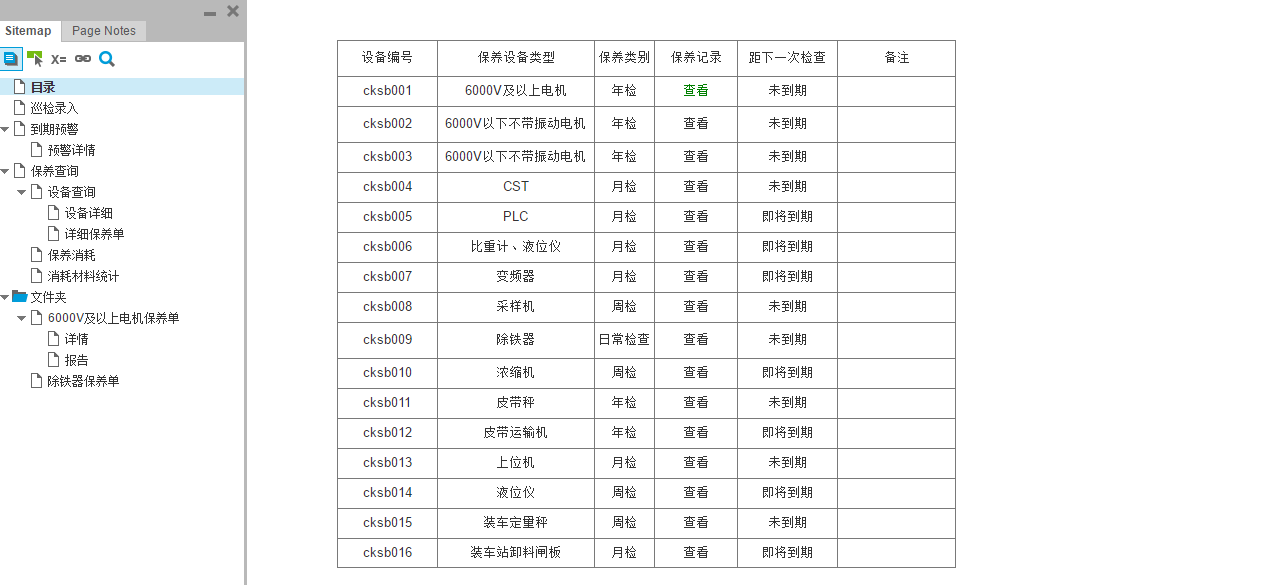 Sitemap Page Notes
X=
目录
巡检录入
到期预警
预警详情
保养查询
设备查询
设备详细
详细保养单
保养消耗
消耗材料统计
文件夹
6000V及以上电机保养单
详情
报告
除铁器保养单
设备编号 保养设备类型 保养类别 保养记录 距下一次检查 备注
cksb001 6000V及以上电机 年检 查看 未到期
cksb002 6000V以下不带振动电机 年检 查看 未到期
cksb003 6000V以下不带振动电机 年检 查看 未到期
cksb004 CST 月检 查看 未到期
cksb005 PLC 月检 查看 即将到期
cksb006 比重计、液位仪 月检 查看 即将到期
cksb007 变频器 月检 查看 即将到期
cksb008 采样机 周检 查看 未到期
cksb009 除铁器 日常检查 查看 未到期
cksb010 浓缩机 周检 查看 即将到期
cksb011 皮带秤 年检 查看 未到期
cksb012 皮带运输机 年检 查看 即将到期
cksb013 上位机 月检 查看 未到期
cksb014 液位仪 周检 查看 即将到期
cksb015 装车定量秤 周检 查看 未到期
cksb016 装车站卸料闸板 月检 查看 即将到期